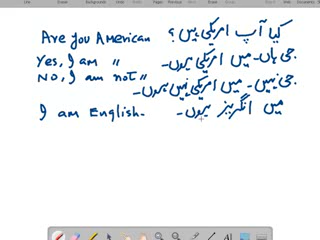 Are you American کیا آپ امریکی ہیں؟
Yes, I am " جی ہاں۔ میں امریکی ہوں۔
No, I am not " جی نہیں۔ میں امریکی نہیں ہوں۔
I am English. میں انگریز ہوں۔